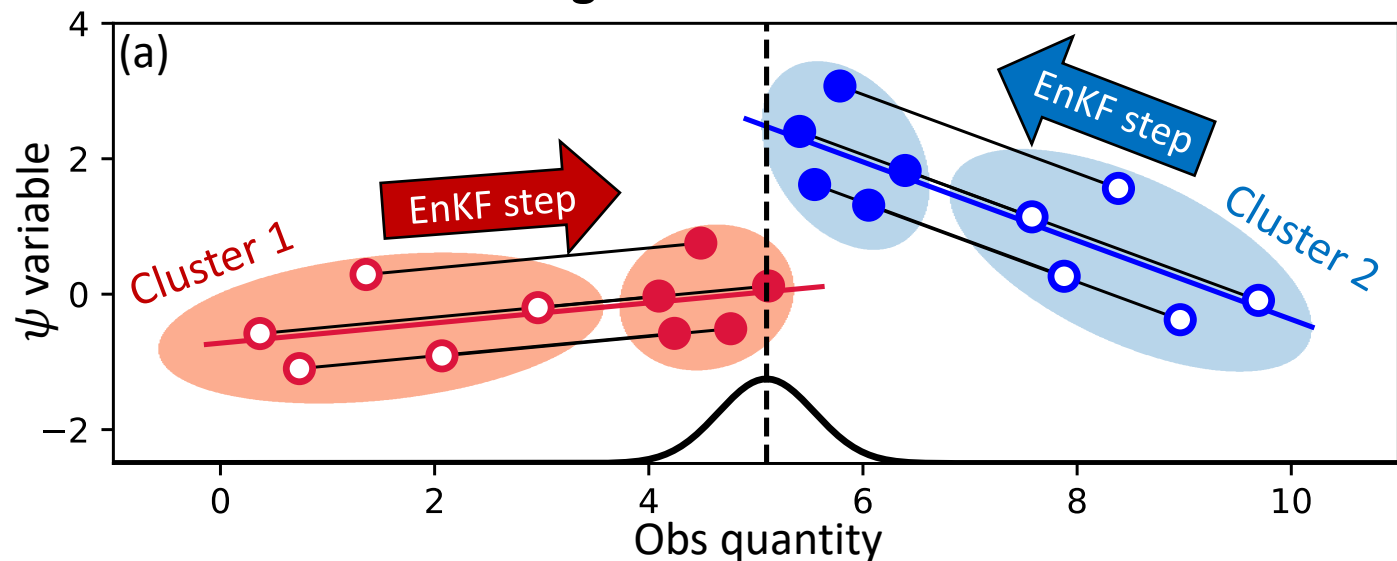 (a)
4
2
0
−2
ψ variable
Cluster 1
EnKF step
EnKF step
Cluster 2
0 2 4 6 8 10
Obs quantity